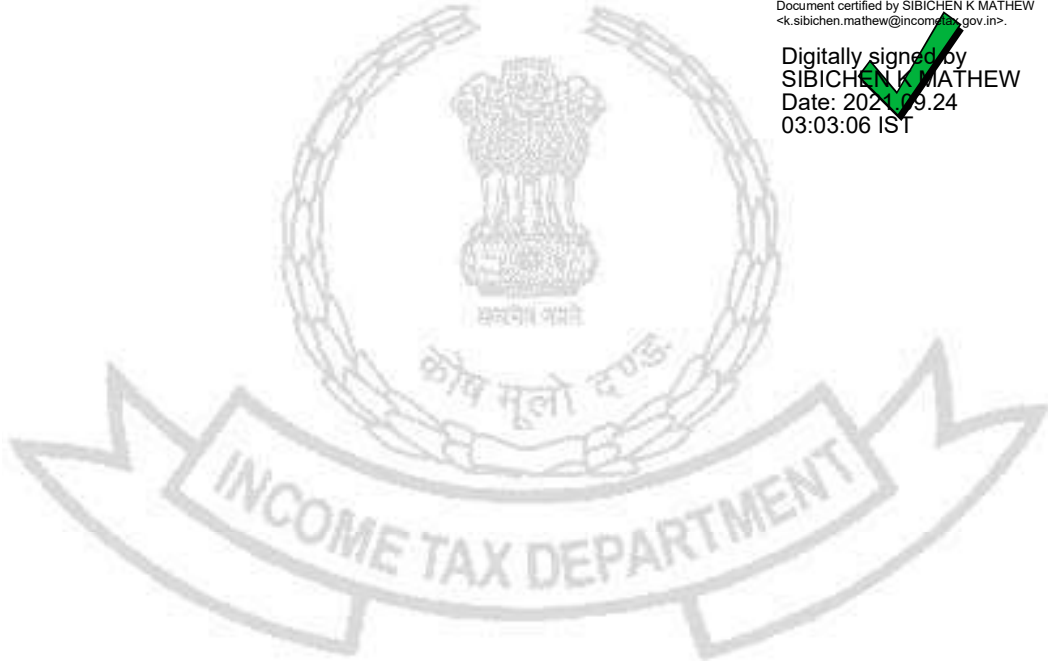 Document certified by SIBICHEN K MATHEW
<k.sibichen.mathew@incometax.gov.in>.
Digitally signed by
SIBICHEN K MATHEW
Date: 2021.09.24
03:03:06 IST
सत्यमेव जयते
कोष मूलो दण्डः
INCOME TAX DEPARTMENT